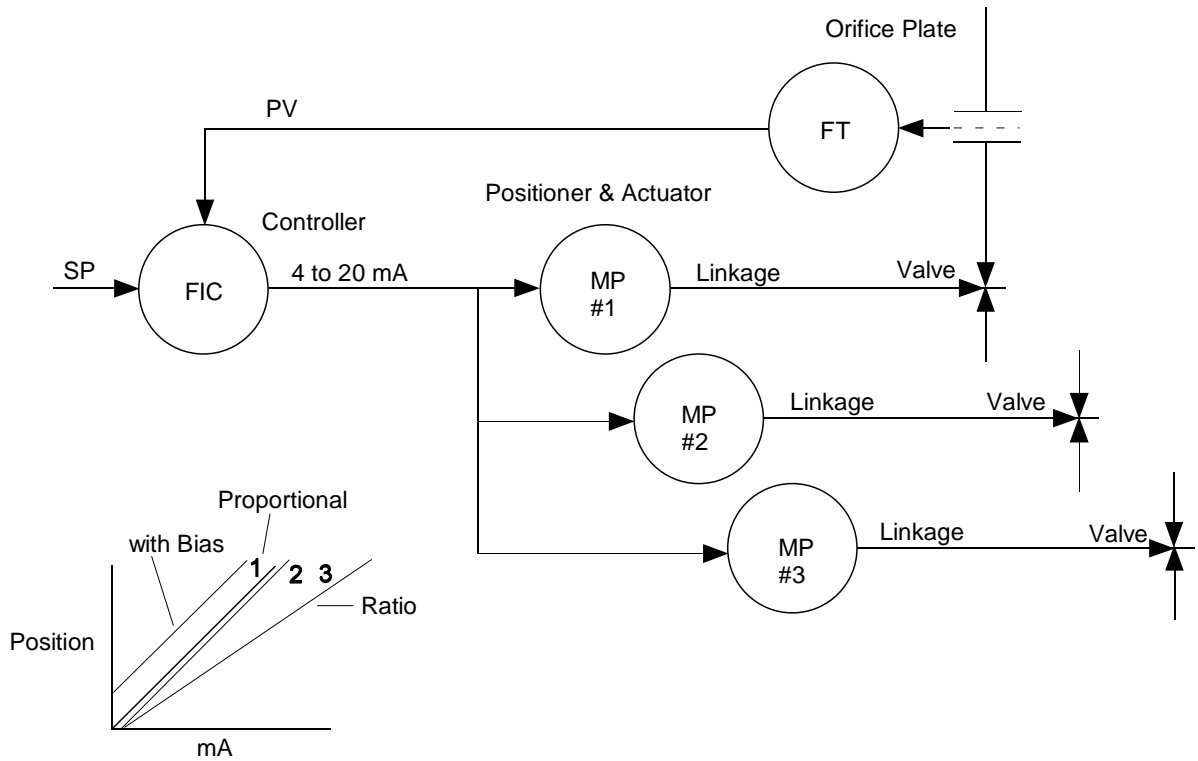 Orifice Plate
PV
FT
Positioner & Actuator
Controller
SP
FIC
4 to 20 mA
MP
#1
Linkage
Valve
MP
#2
Linkage
Valve
Proportional
with Bias
1
2
3
MP
#3
Linkage
Valve
Ratio
Position
mA